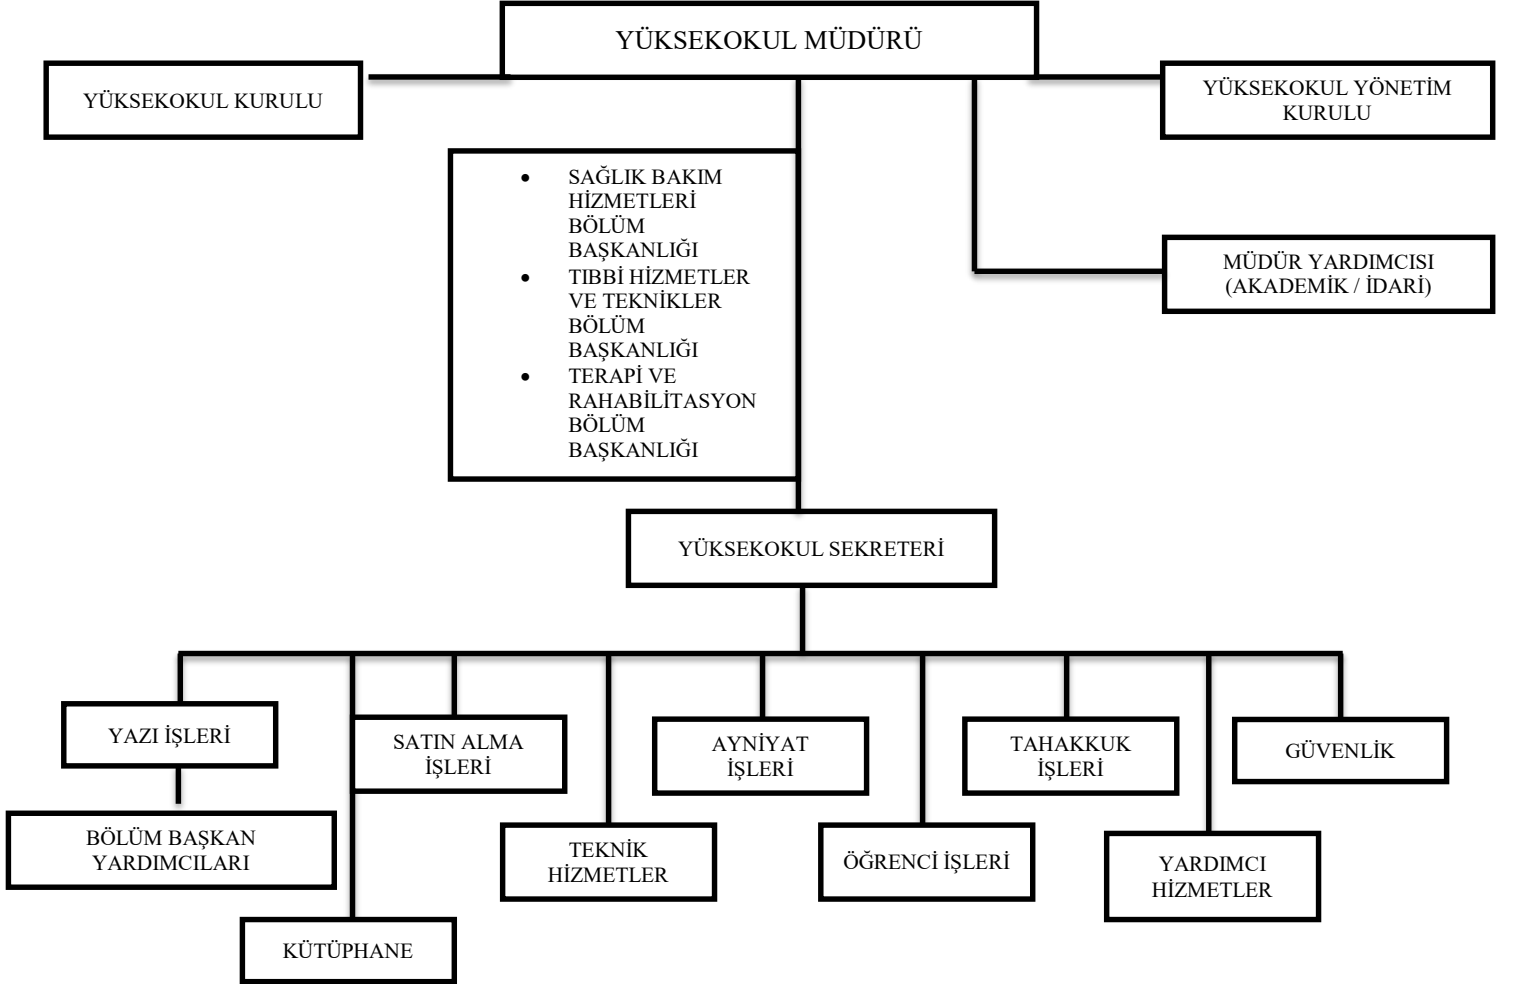 YÜKSEKOKUL MÜDÜRÜ
YÜKSEKOKUL KURULU
YÜKSEKOKUL YÖNETİM
KURULU
• SAĞLIK BAKIM
HİZMETLERİ
BÖLÜM
BAŞKANLIĞI
• TIBBİ HİZMETLER
VE TEKNİKLER
BÖLÜM
BAŞKANLIĞI
• TERAPİ VE
RAHABİLİTASYON
BÖLÜM
BAŞKANLIĞI
MÜDÜR YARDIMCISI
(AKADEMİK / İDARİ)
YÜKSEKOKUL SEKRETERİ
YAZI İŞLERİ
SATIN ALMA
İŞLERİ
AYNİYAT
İŞLERİ
TAHAKKUK
İŞLERİ
GÜVENLİK
BÖLÜM BAŞKAN
YARDIMCILARI
TEKNİK
HİZMETLER
ÖĞRENCİ İŞLERİ
YARDIMCI
HİZMETLER
KÜTÜPHANE